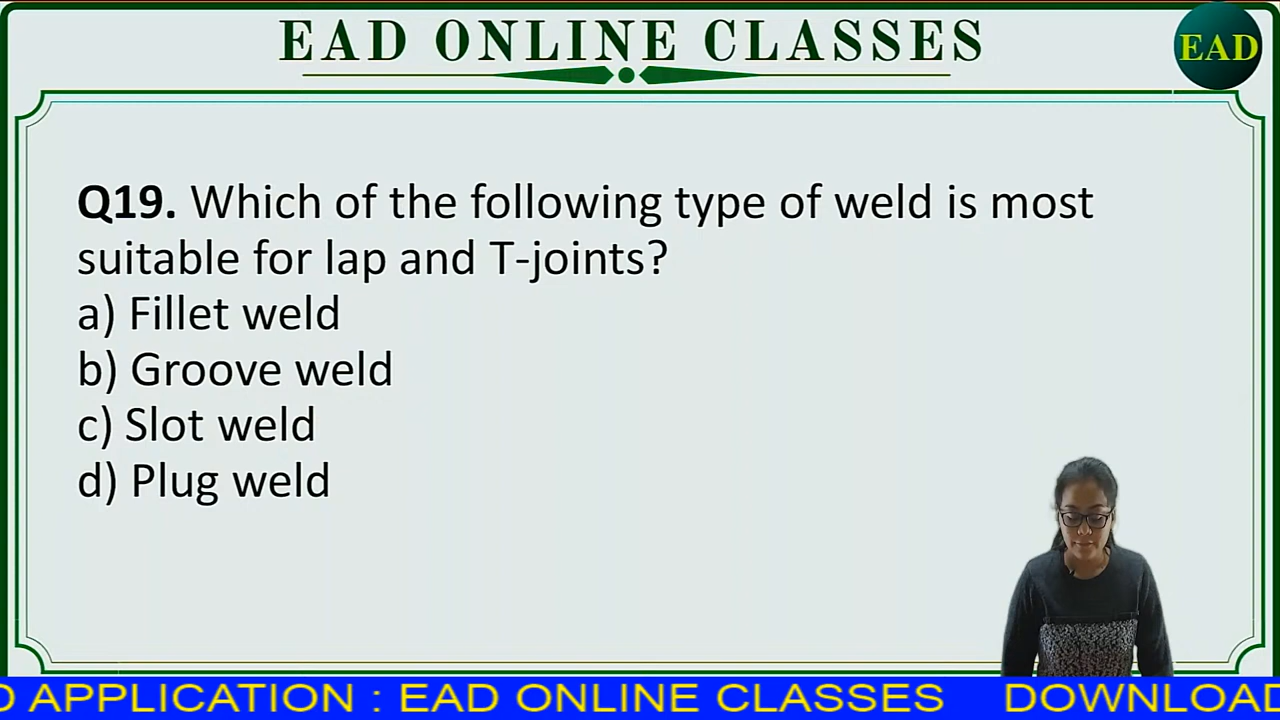 EAD ONLINE CLASSES
EAD
Q19. Which of the following type of weld is most
suitable for lap and T-joints?
a) Fillet weld
b) Groove weld
c) Slot weld
d) Plug weld
D APPLICATION : EAD ONLINE CLASSES DOWNLOAD